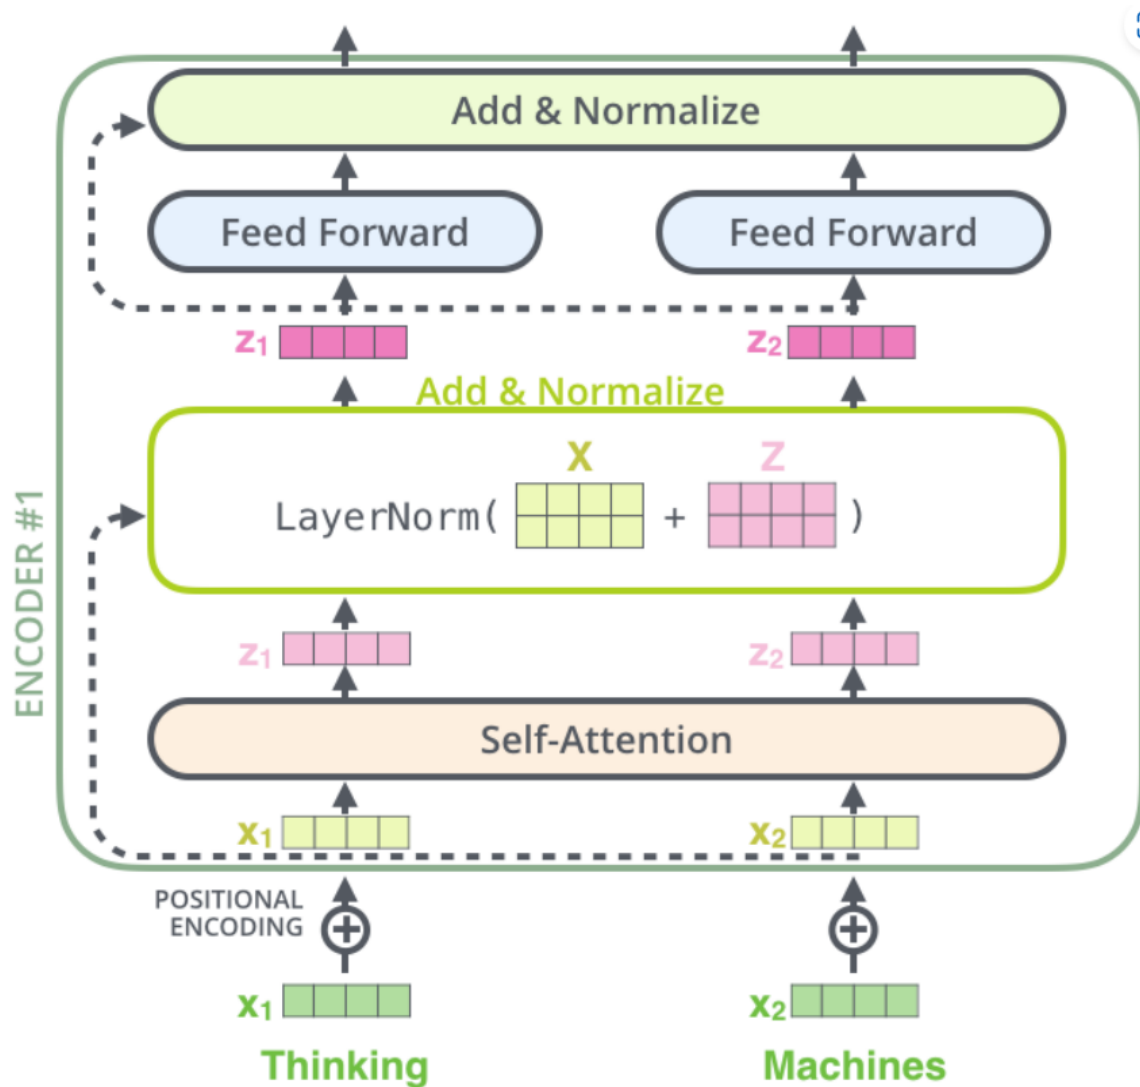 Add & Normalize
Feed Forward Feed Forward
z1 z2
Add & Normalize
X Z
LayerNorm( + )
ENCODER #1
z1 z2
Self-Attention
x1 x2
POSITIONAL
ENCODING
x1 x2
Thinking Machines